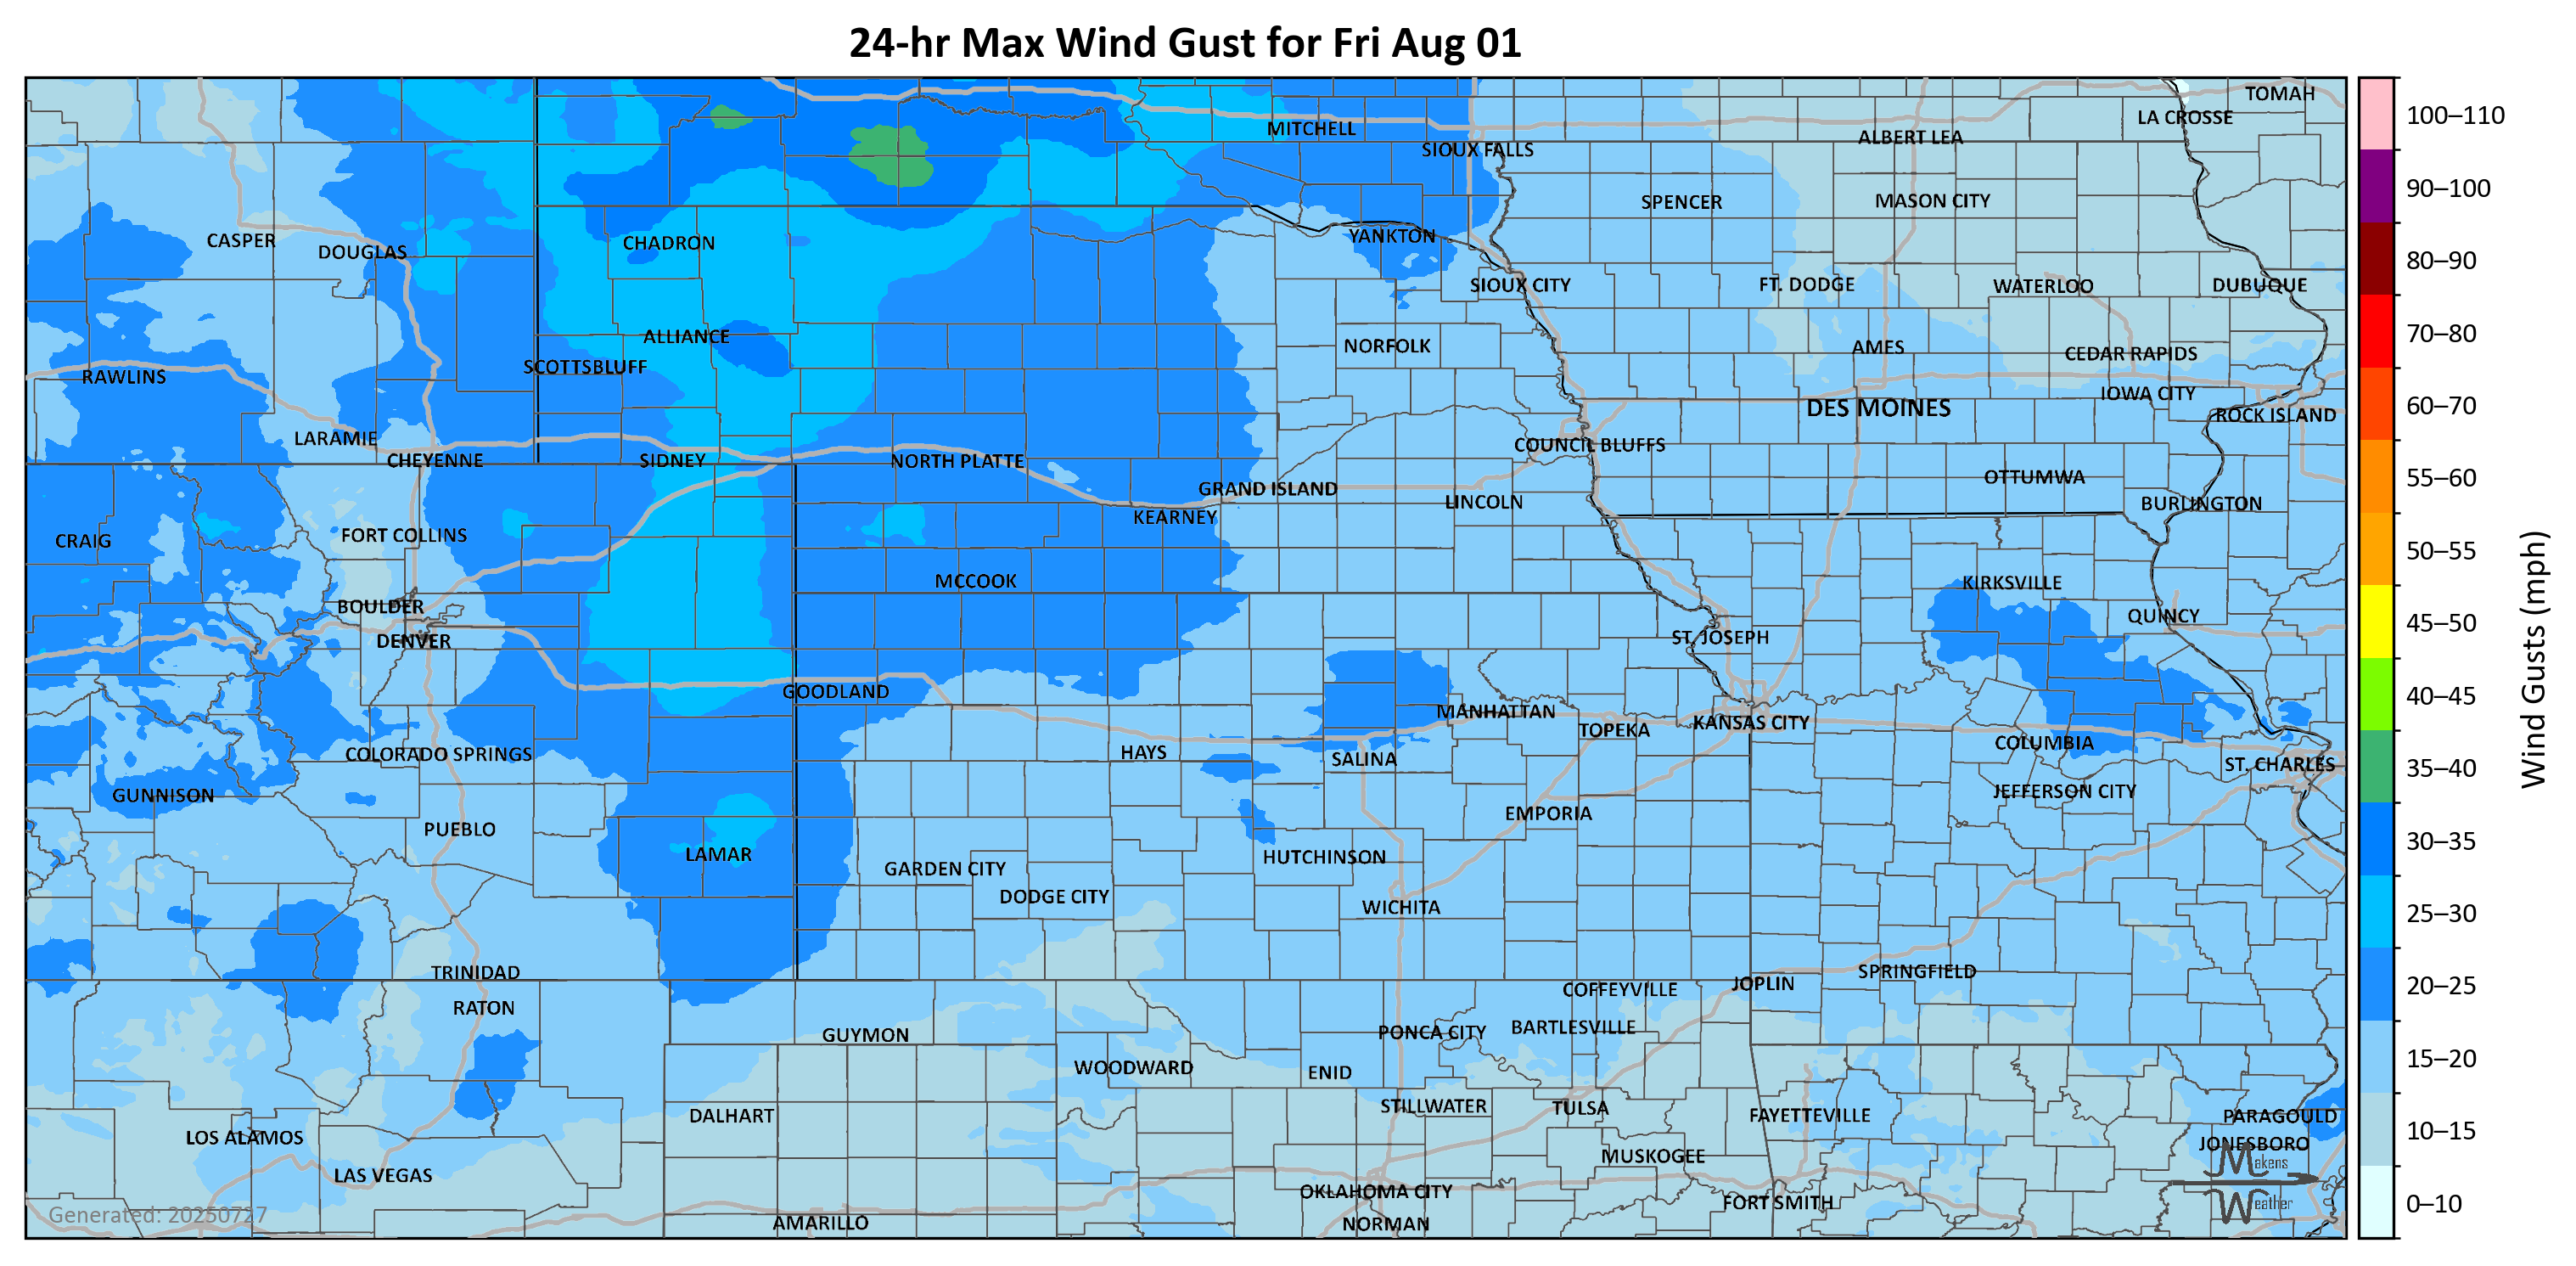 24-hr Max Wind Gust for Fri Aug 01
TOMAH
LA CROSSE
MITCHELL
ALBERT LEA
SIOUX FALLS
SPENCER
MASON CITY
CASPER
DOUGLAS
CHADRON
YANKTON
SIOUX CITY
FT. DODGE
WATERLOO
DUBUQUE
ALLIANCE
NORFOLK
AMES
CEDAR RAPIDS
SCOTTSBLUFF
RAWLINS
IOWA CITY
DES MOINES
ROCK ISLAND
LARAMIE
COUNCIL BLUFFS
CHEYENNE
SIDNEY
NORTH PLATTE
OTTUMWA
GRAND ISLAND
LINCOLN
BURLINGTON
KEARNEY
CRAIG
FORT COLLINS
MCCOOK
KIRKSVILLE
BOULDER
QUINCY
DENVER
ST. JOSEPH
GOODLAND
MANHATTAN
TOPEKA
KANSAS CITY
COLUMBIA
COLORADO SPRINGS
HAYS
SALINA
ST. CHARLES
GUNNISON
JEFFERSON CITY
EMPORIA
PUEBLO
LAMAR
HUTCHINSON
GARDEN CITY
DODGE CITY
WICHITA
TRINIDAD
SPRINGFIELD
JOPLIN
COFFEYVILLE
RATON
GUYMON
PONCA CITY
BARTLESVILLE
WOODWARD
ENID
STILLWATER
TULSA
DALHART
FAYETTEVILLE
PARAGOULD
LOS ALAMOS
JONESBORO
MUSKOGEE
LAS VEGAS
OKLAHOMA CITY
FORT SMITH
AMARILLO
NORMAN
Generated: 20250727
Makens
Weather
100–110
90–100
80–90
70–80
60–70
55–60
50–55
45–50
40–45
35–40
30–35
25–30
20–25
15–20
10–15
0–10
Wind Gusts (mph)